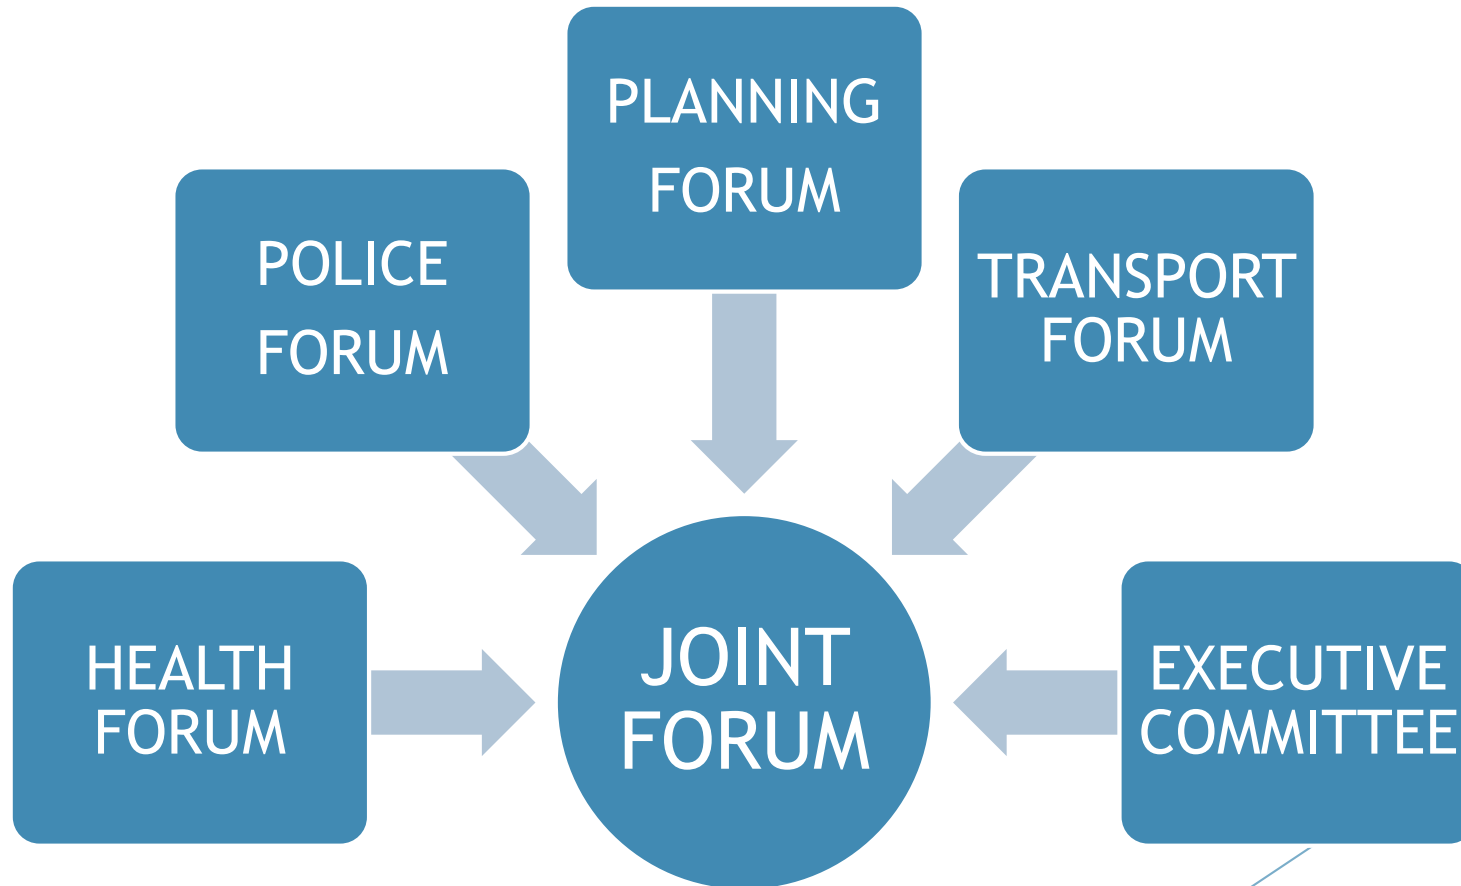 PLANNING
FORUM
POLICE
FORUM
TRANSPORT
FORUM
HEALTH
FORUM
JOINT
FORUM
EXECUTIVE
COMMITTEE